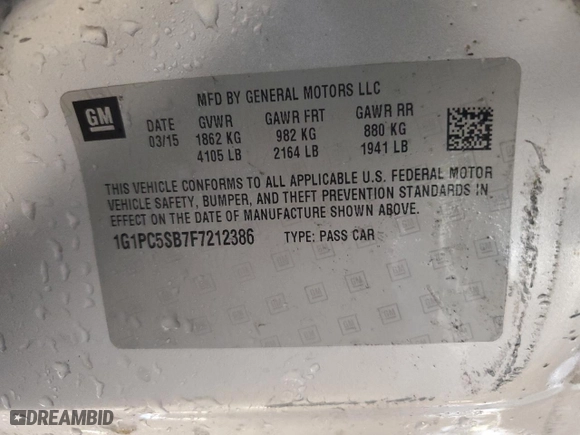 MFD BY GENERAL MOTORS LLC
GM
DATE GVWR GAWR FRT GAWR RR
03/15 1862 KG 982 KG 880 KG
4105 LB 2164 LB 1941 LB
THIS VEHICLE CONFORMS TO ALL APPLICABLE U.S. FEDERAL MOTOR
VEHICLE SAFETY, BUMPER, AND THEFT PREVENTION STANDARDS IN
EFFECT ON THE DATE OF MANUFACTURE SHOWN ABOVE.
1G1PC5SB7F7212386 TYPE: PASS CAR
DREAMBID